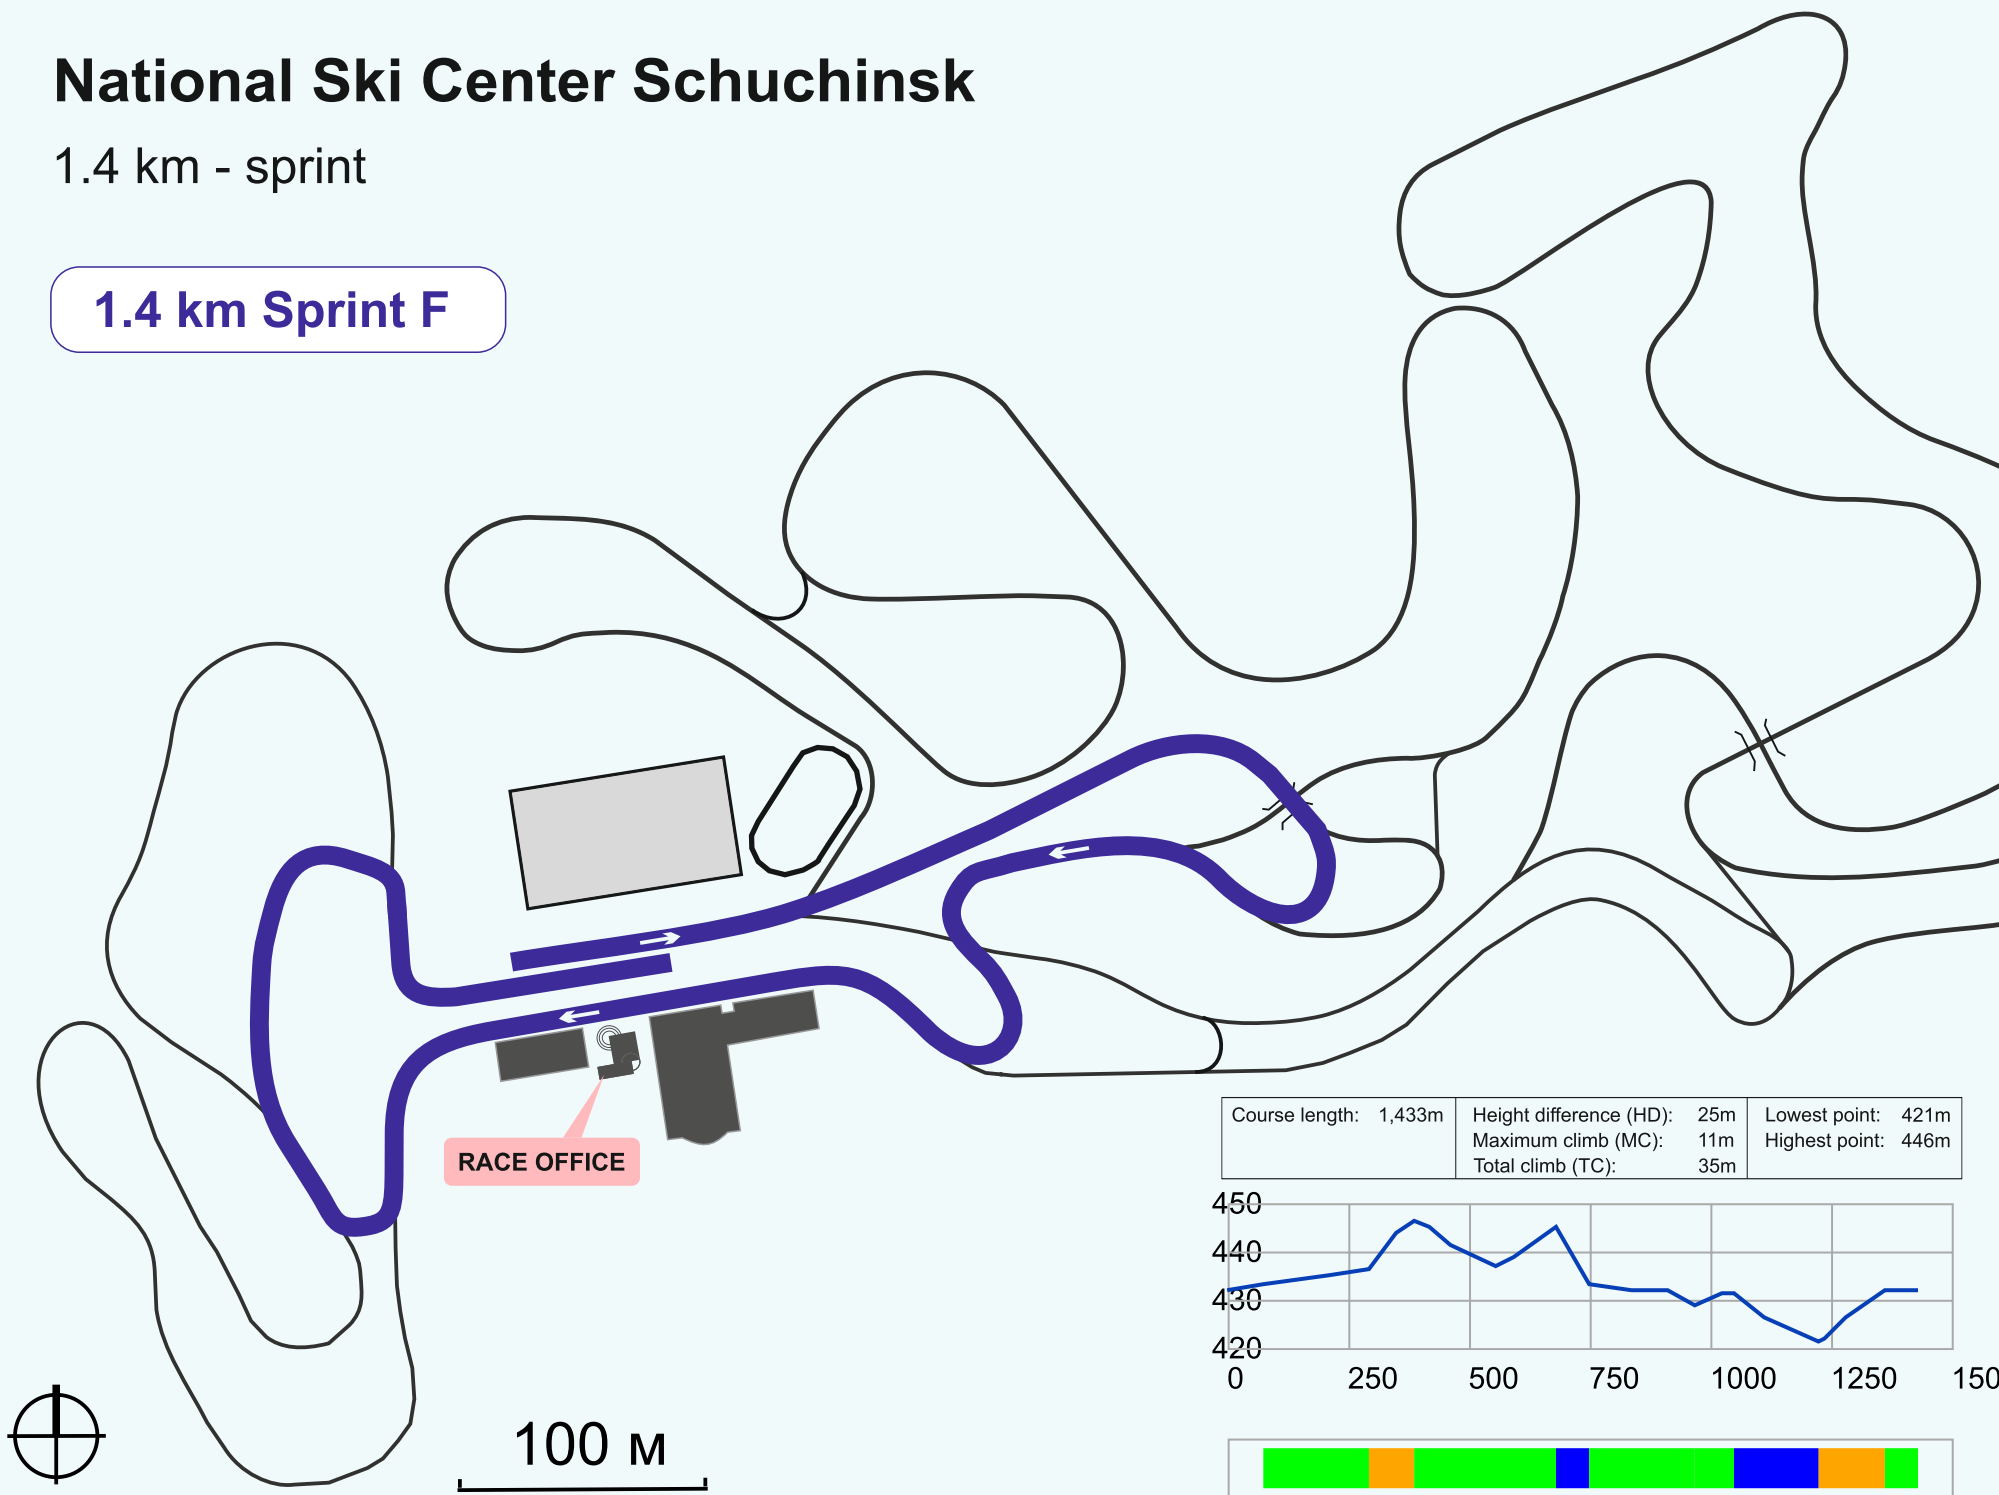 National Ski Center Schuchinsk
1.4 km - sprint
1.4 km Sprint F
RACE OFFICE
Course length: 1,433m
Height difference (HD): 25m
Maximum climb (MC): 11m
Total climb (TC): 35m
Lowest point: 421m
Highest point: 446m
450
440
430
420
0 250 500 750 1000 1250 150
100 м